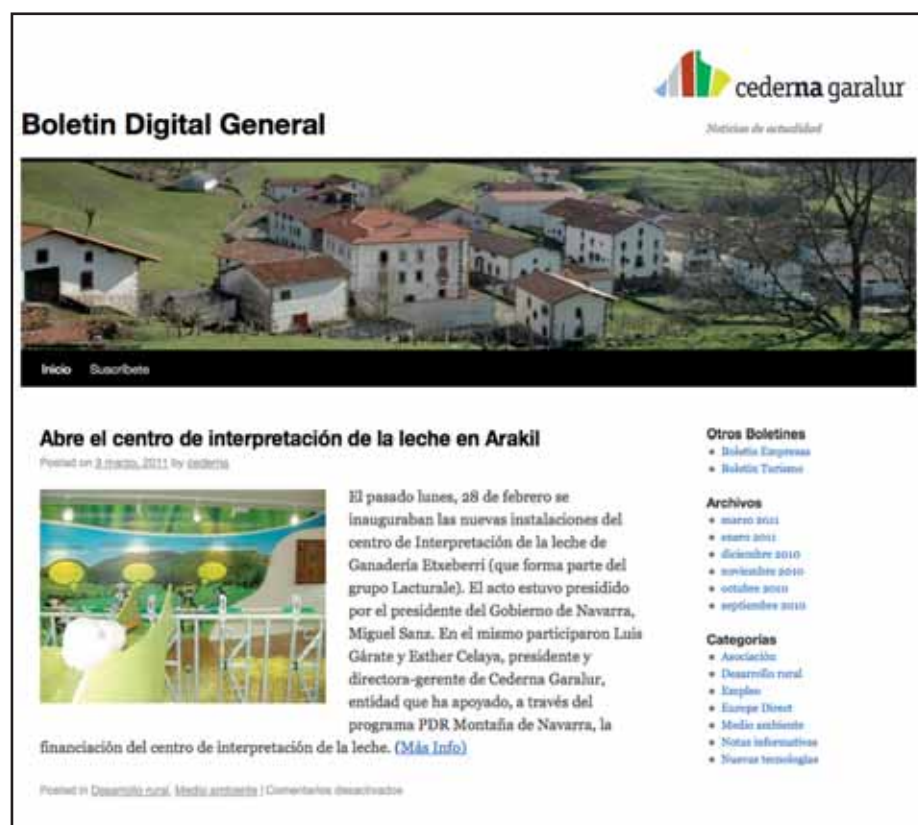 cederna garalur
Boletin Digital General
Noticias de actualidad
Inicio Suscríbete
Abre el centro de interpretación de la leche en Arakil
Posted on 3 marzo, 2011 by cederna
El pasado lunes, 28 de febrero se
inauguraban las nuevas instalaciones del
centro de Interpretación de la leche de
Ganadería Etxeberri (que forma parte del
grupo Lacturale). El acto estuvo presidido
por el presidente del Gobierno de Navarra,
Miguel Sanz. En el mismo participaron Luis
Gárate y Esther Celaya, presidente y
directora-gerente de Cederna Garalur,
entidad que ha apoyado, a través del
programa PDR Montaña de Navarra, la
financiación del centro de interpretación de la leche. (Más Info)
Posted in Desarrollo rural, Medio ambiente | Comentarios desactivados
Otros Boletines
Boletín Empresas
Boletín Turismo
Archivos
marzo 2011
enero 2011
diciembre 2010
noviembre 2010
octubre 2010
septiembre 2010
Categorías
Asociación
Desarrollo rural
Empleo
Europe Direct
Medio ambiente
Notas informativas
Nuevas tecnologías